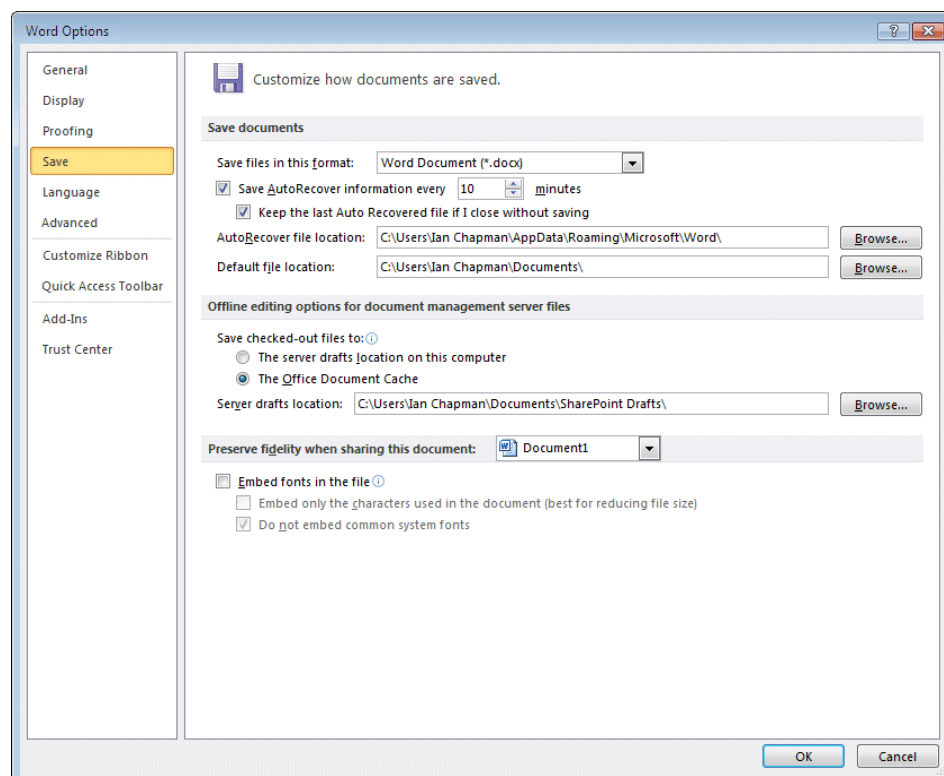 Word Options
General
Display
Proofing
Save
Language
Advanced
Customize Ribbon
Quick Access Toolbar
Add-Ins
Trust Center
Customize how documents are saved.
Save documents
Save files in this format: Word Document (*.docx)
Save AutoRecover information every 10 minutes
Keep the last Auto Recovered file if I close without saving
AutoRecover file location: C:\Users\Ian Chapman\AppData\Roaming\Microsoft\Word\ Browse...
Default file location: C:\Users\Ian Chapman\Documents\ Browse...
Offline editing options for document management server files
Save checked-out files to:
The server drafts location on this computer
The Office Document Cache
Server drafts location: C:\Users\Ian Chapman\Documents\SharePoint Drafts\ Browse...
Preserve fidelity when sharing this document: Document1
Embed fonts in the file
Embed only the characters used in the document (best for reducing file size)
Do not embed common system fonts
OK Cancel